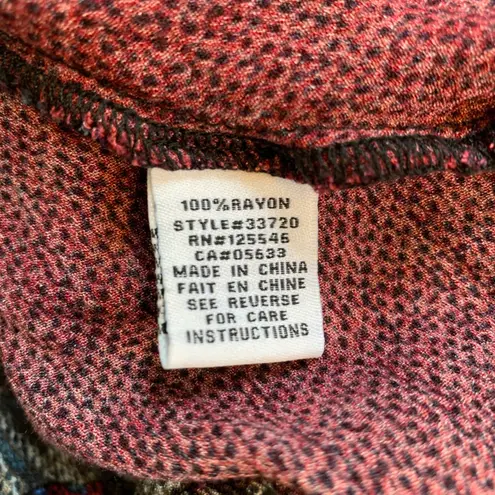 100%RAYON
STYLE#33720
RN#125546
CA#05633
MADE IN CHINA
FAIT EN CHINE
SEE REVERSE
FOR CARE
INSTRUCTIONS